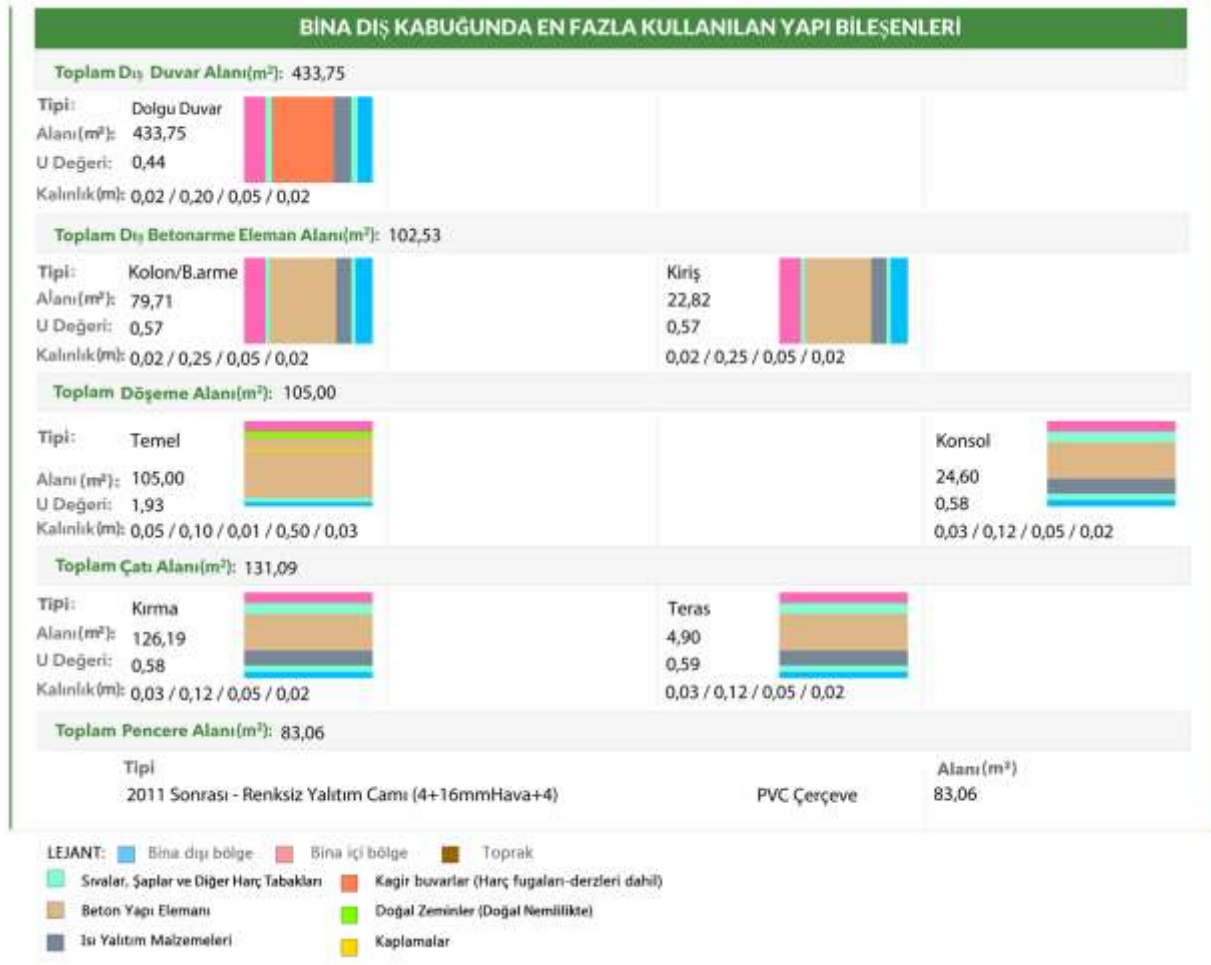 BİNA DIŞ KABUĞUNDA EN FAZLA KULLANILAN YAPI BİLEŞENLERİ
Toplam Dış Duvar Alanı(m²): 433,75
Tipi: Dolgu Duvar
Alanı(m²): 433,75
U Değeri: 0,44
Kalınlık(m): 0,02 / 0,20 / 0,05 / 0,02
Toplam Dış Betonarme Eleman Alanı(m²): 102,53
Tipi: Kolon/B.arme Kiriş
Alanı(m²): 79,71 22,82
U Değeri: 0,57 0,57
Kalınlık(m): 0,02 / 0,25 / 0,05 / 0,02 0,02 / 0,25 / 0,05 / 0,02
Toplam Döşeme Alanı(m²): 105,00
Tipi: Temel Konsol
Alanı (m²): 105,00 24,60
U Değeri: 1,93 0,58
Kalınlık(m): 0,05 / 0,10 / 0,01 / 0,50 / 0,03 0,03 / 0,12 / 0,05 / 0,02
Toplam Çatı Alanı(m²): 131,09
Tipi: Kırma Teras
Alanı(m²): 126,19 4,90
U Değeri: 0,58 0,59
Kalınlık(m): 0,03 / 0,12 / 0,05 / 0,02 0,03 / 0,12 / 0,05 / 0,02
Toplam Pencere Alanı(m²): 83,06
Tipi Alanı(m²)
2011 Sonrası - Renksiz Yalıtım Camı (4+16mmHava+4) PVC Çerçeve 83,06
LEJANT: Bina dışı bölge Bina içi bölge Toprak
Sıvalar, Şaplar ve Diğer Harç Tabakları Kagir buvarlar (Harç fugaları-derzleri dahil)
Beton Yapı Elemanı Doğal Zeminler (Doğal Nemlilikte)
Isı Yalıtım Malzemeleri Kaplamalar